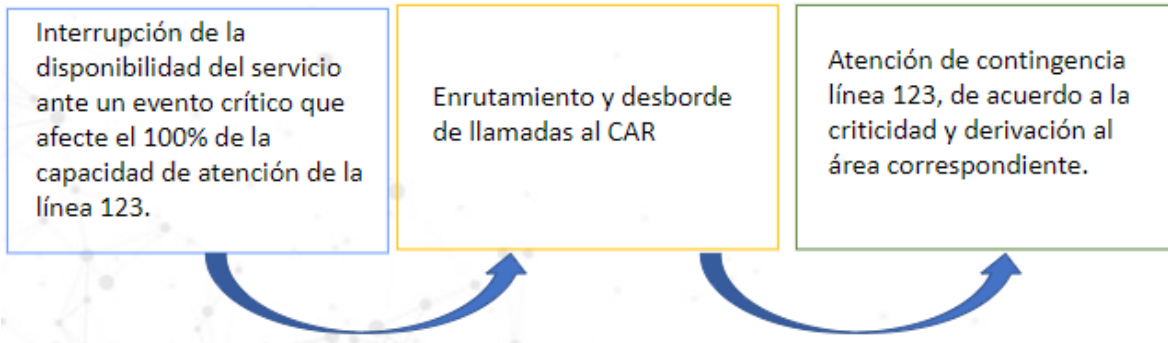 Interrupción de la
disponibilidad del servicio
ante un evento crítico que
afecte el 100% de la
capacidad de atención de la
línea 123.
Enrutamiento y desborde
de llamadas al CAR
Atención de contingencia
línea 123, de acuerdo a la
criticidad y derivación al
área correspondiente.